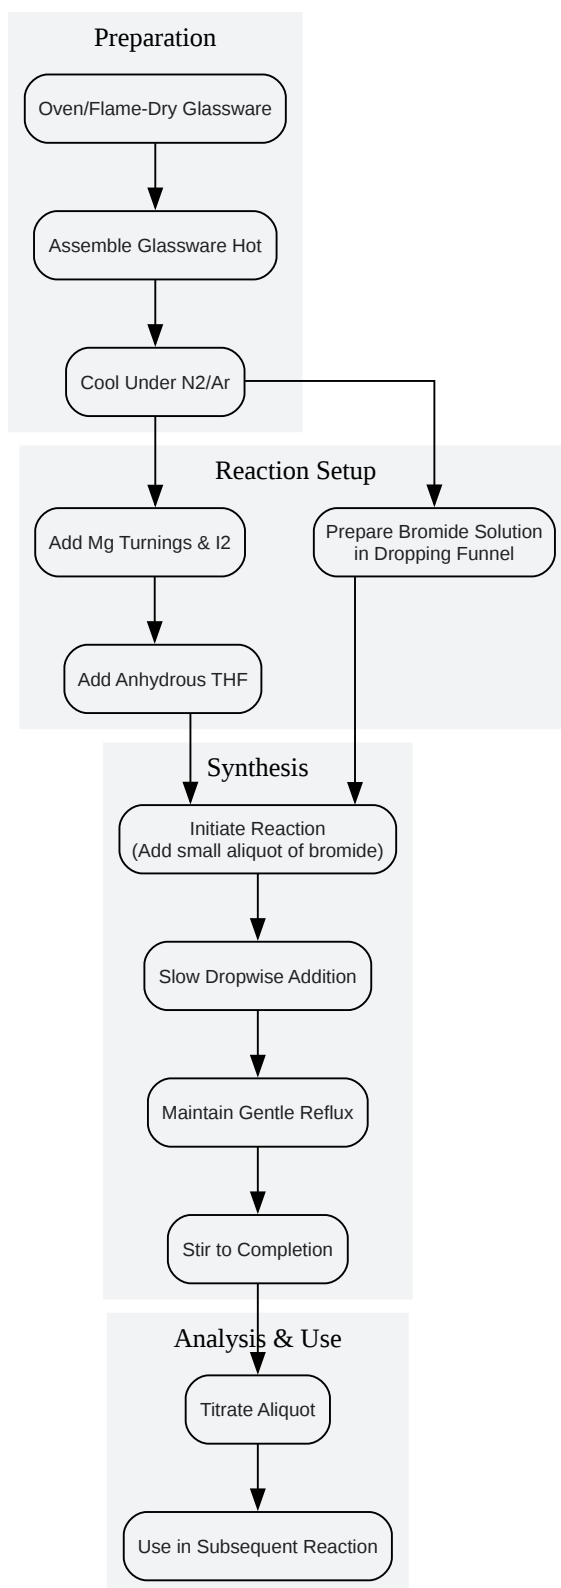 Preparation
Oven/Flame-Dry Glassware
Assemble Glassware Hot
Cool Under N2/Ar
Reaction Setup
Add Mg Turnings & I2
Prepare Bromide Solution
in Dropping Funnel
Add Anhydrous THF
Synthesis
Initiate Reaction
(Add small aliquot of bromide)
Slow Dropwise Addition
Maintain Gentle Reflux
Stir to Completion
Analysis & Use
Titrate Aliquot
Use in Subsequent Reaction